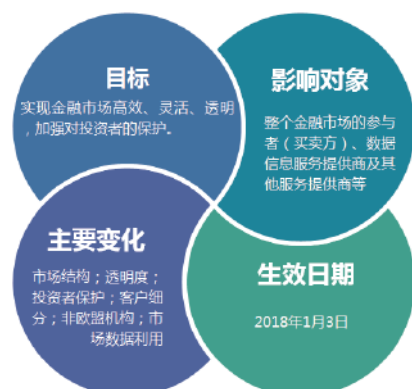 目标
实现金融市场高效、灵活、透明
，加强对投资者的保护。
影响对象
整个金融市场的参与
者（买卖方）、数据
信息服务提供商及其
他服务提供商等
主要变化
市场结构；透明度；
投资者保护；客户细
分；非欧盟机构；市
场数据利用
生效日期
2018年1月3日